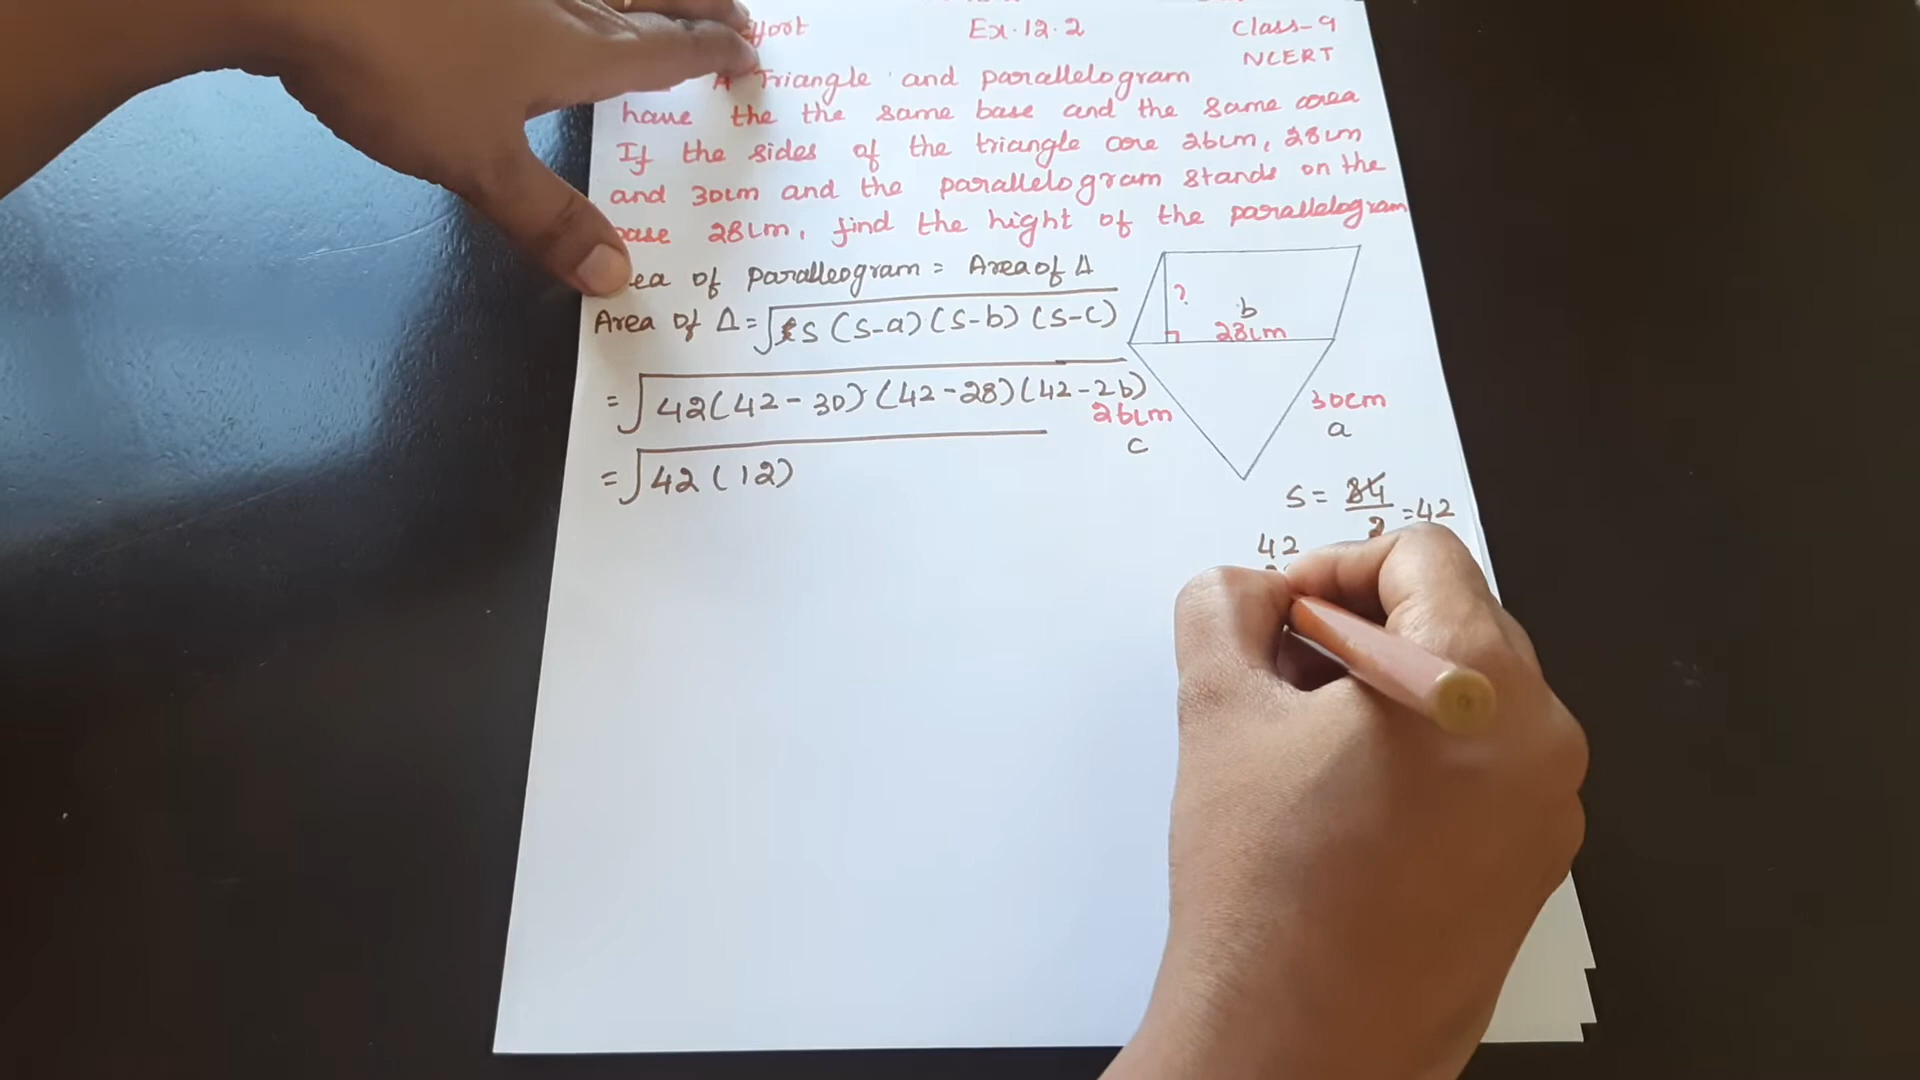 Ex.12.2
Class-9
NCERT
A Triangle and parallelogram
have the the same base and the same area
If the sides of the triangle are 26cm, 28cm
and 30cm and the parallelogram stands on the
base 28cm, find the hight of the parallelogram
Area of paralleogram = Area of Δ
Area of Δ = √s (s-a) (s-b) (s-c)
= √42(42-30)(42-28)(42-26)
= √42 (12)
?
b
28cm
26cm
c
30cm
a
S = 84/2 = 42
42